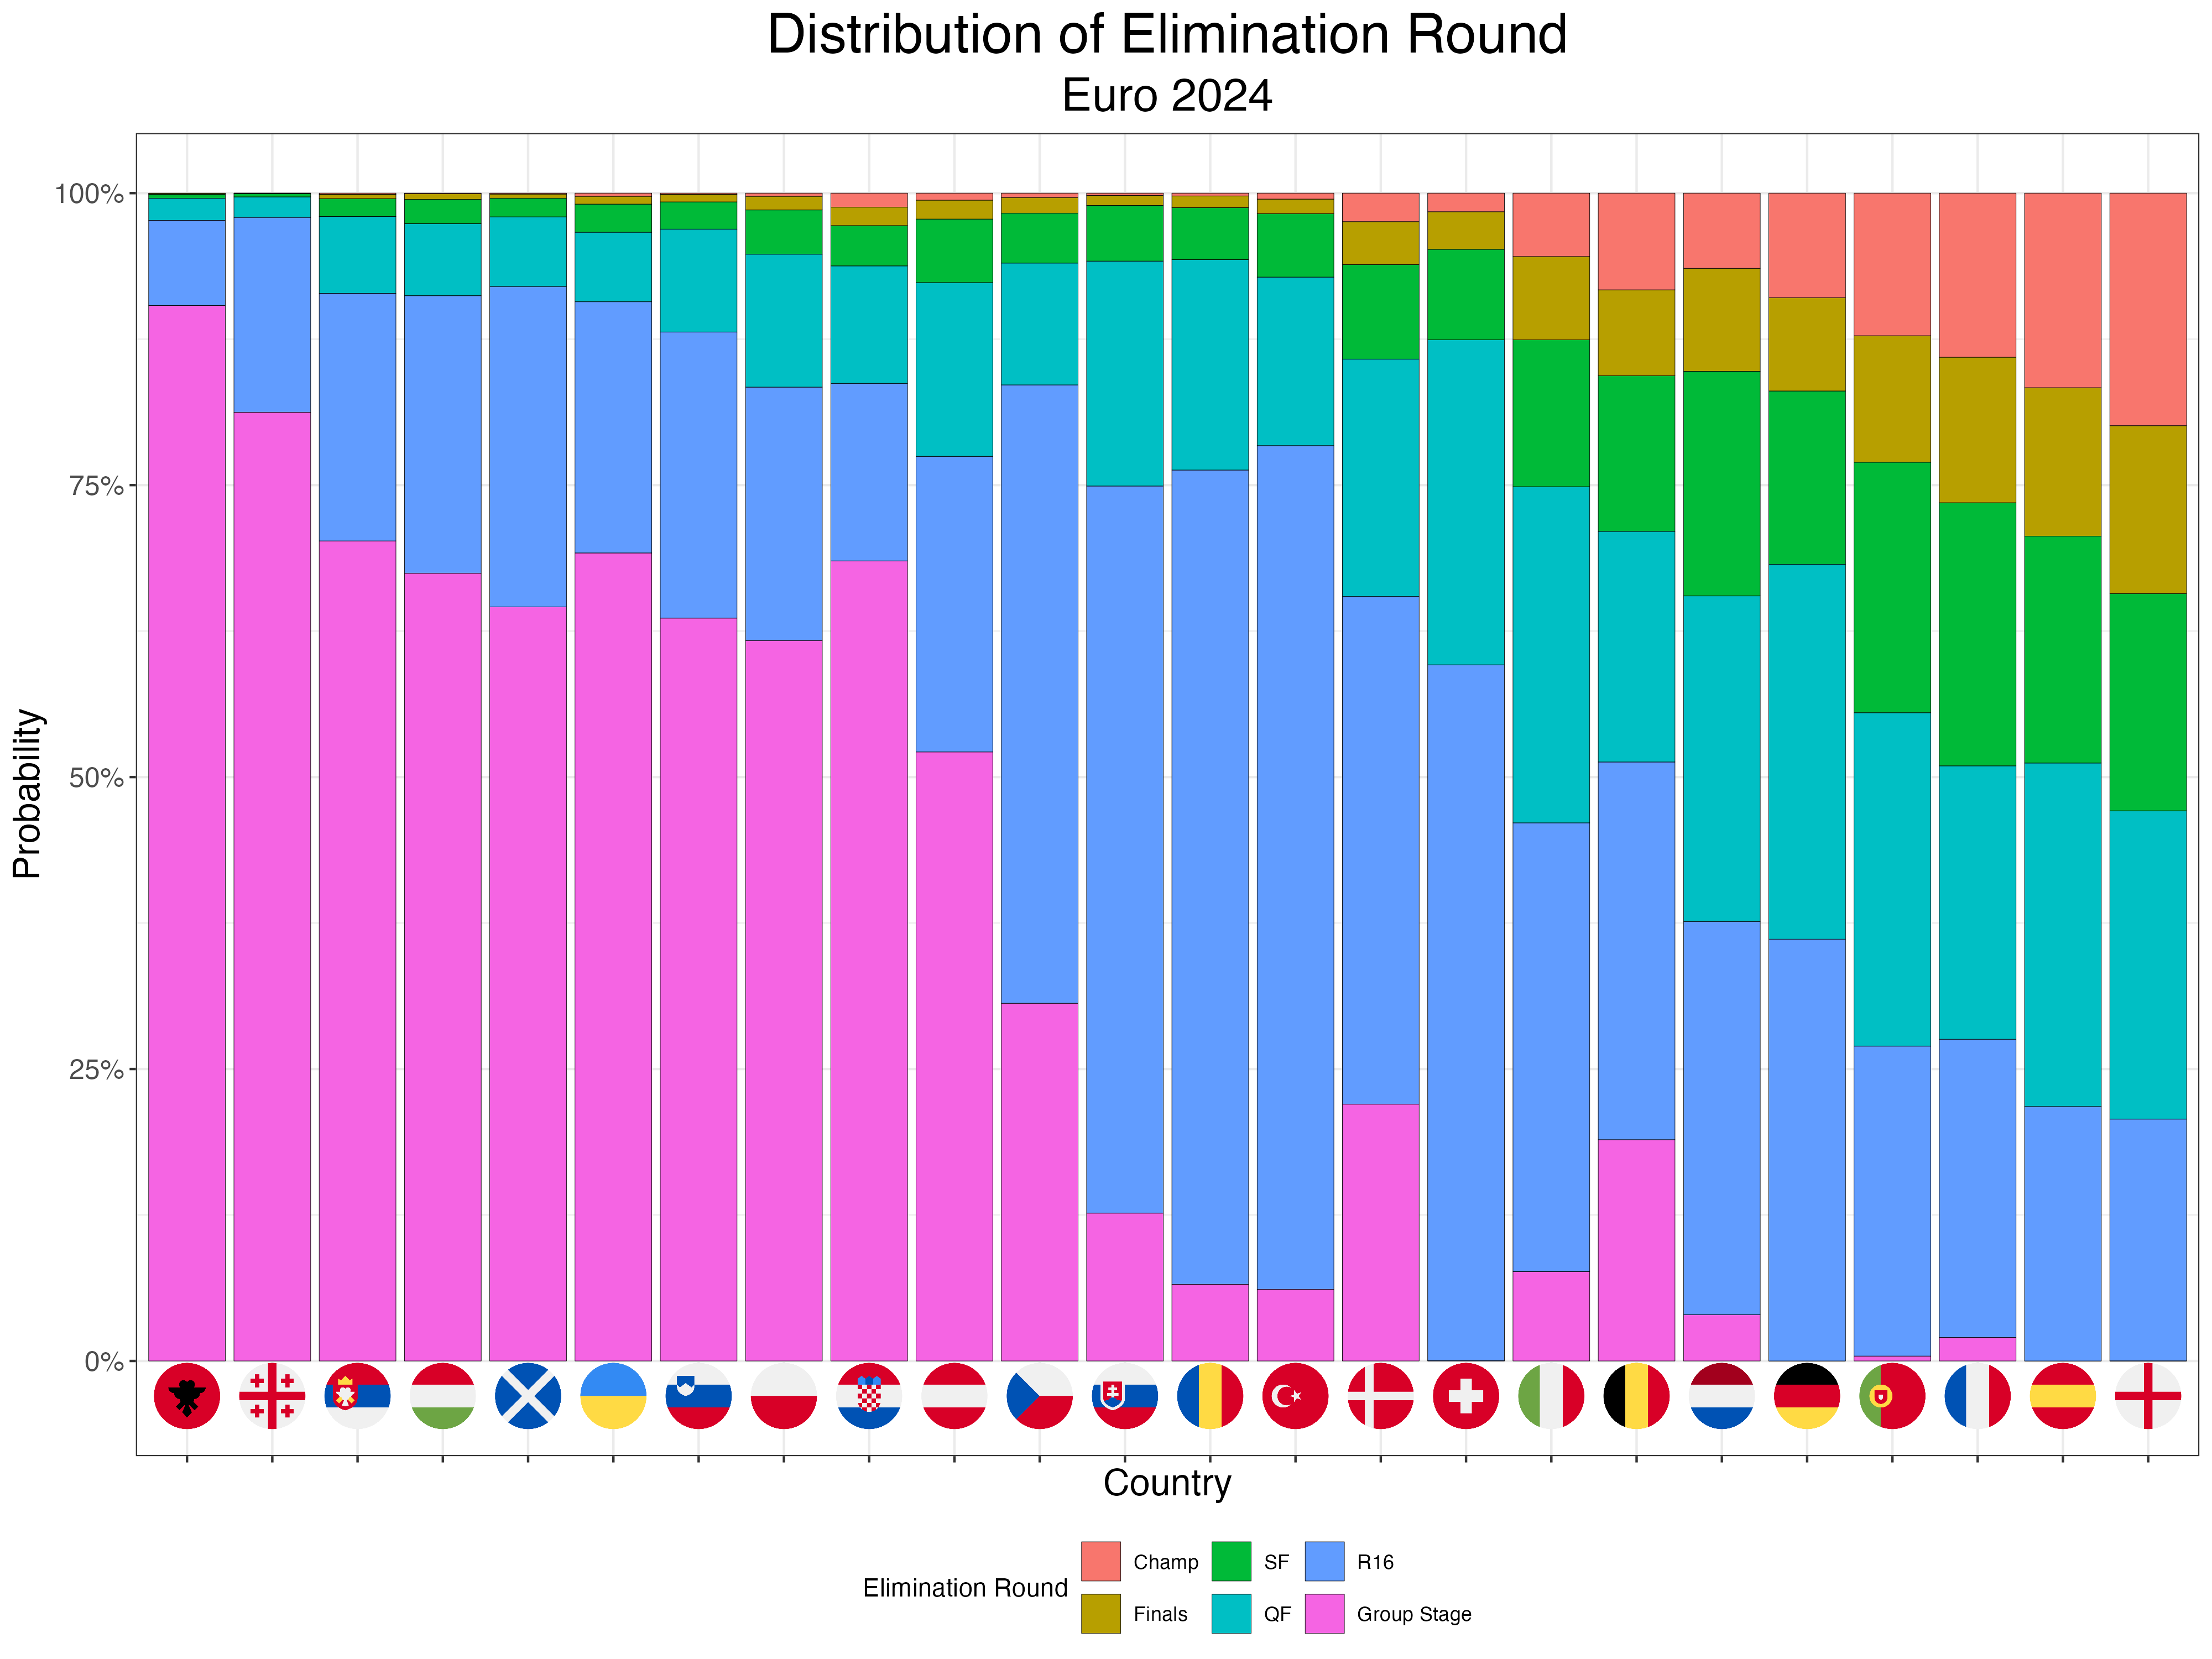 Distribution of Elimination Round
Euro 2024
Probability
100%
75%
50%
25%
0%
Country
Elimination Round
Champ
SF
R16
Finals
QF
Group Stage